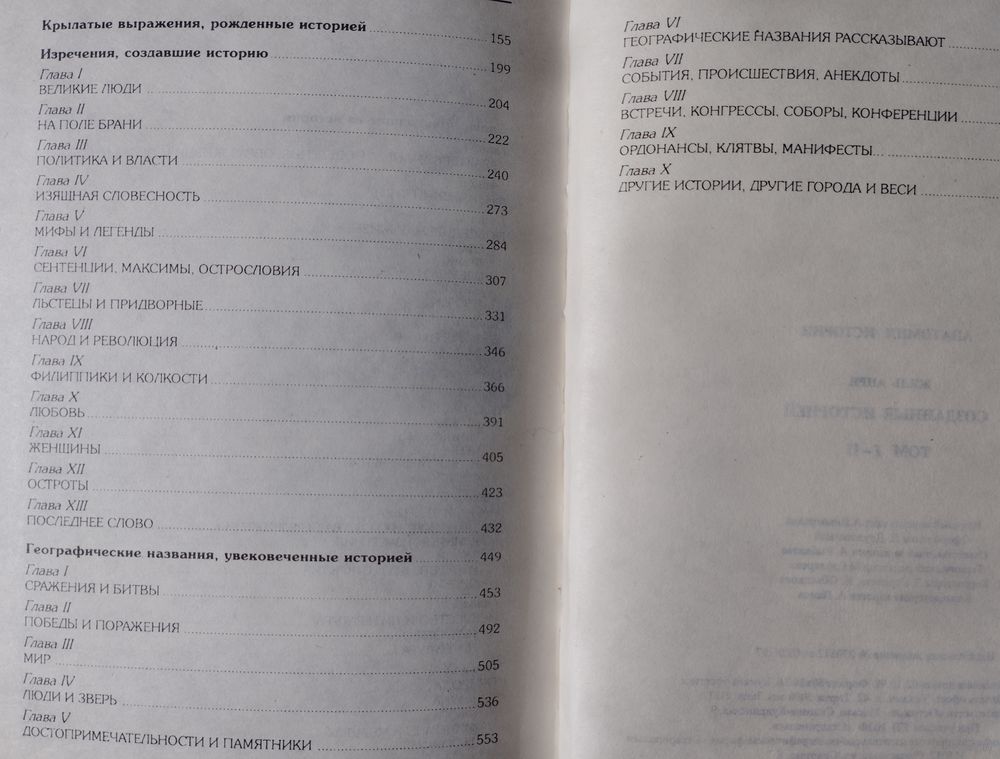 Крылатые выражения, рожденные историей 155
Изречения, создавшие историю 199
Глава I
ВЕЛИКИЕ ЛЮДИ 204
Глава II
НА ПОЛЕ БРАНИ 222
Глава III
ПОЛИТИКА И ВЛАСТИ 240
Глава IV
ИЗЯЩНАЯ СЛОВЕСНОСТЬ 273
Глава V
МИФЫ И ЛЕГЕНДЫ 284
Глава VI
СЕНТЕНЦИИ, МАКСИМЫ, ОСТРОСЛОВИЯ 307
Глава VII
ЛЬСТЕЦЫ И ПРИДВОРНЫЕ 331
Глава VIII
НАРОД И РЕВОЛЮЦИЯ 346
Глава IX
ФИЛИППИКИ И КОЛКОСТИ 366
Глава X
ЛЮБОВЬ 391
Глава XI
ЖЕНЩИНЫ 405
Глава XII
ОСТРОТЫ 423
Глава XIII
ПОСЛЕДНЕЕ СЛОВО 432
Географические названия, увековеченные историей 449
Глава I
СРАЖЕНИЯ И БИТВЫ 453
Глава II
ПОБЕДЫ И ПОРАЖЕНИЯ 492
Глава III
МИР 505
Глава IV
ЛЮДИ И ЗВЕРЬ 536
Глава V
ДОСТОПРИМЕЧАТЕЛЬНОСТИ И ПАМЯТНИКИ 553
Глава VI
ГЕОГРАФИЧЕСКИЕ НАЗВАНИЯ РАССКАЗЫВАЮТ
Глава VII
СОБЫТИЯ, ПРОИСШЕСТВИЯ, АНЕКДОТЫ
Глава VIII
ВСТРЕЧИ, КОНГРЕССЫ, СОБОРЫ, КОНФЕРЕНЦИИ
Глава IX
ОРДОНАНСЫ, КЛЯТВЫ, МАНИФЕСТЫ
Глава X
ДРУГИЕ ИСТОРИИ, ДРУГИЕ ГОРОДА И ВЕСИ